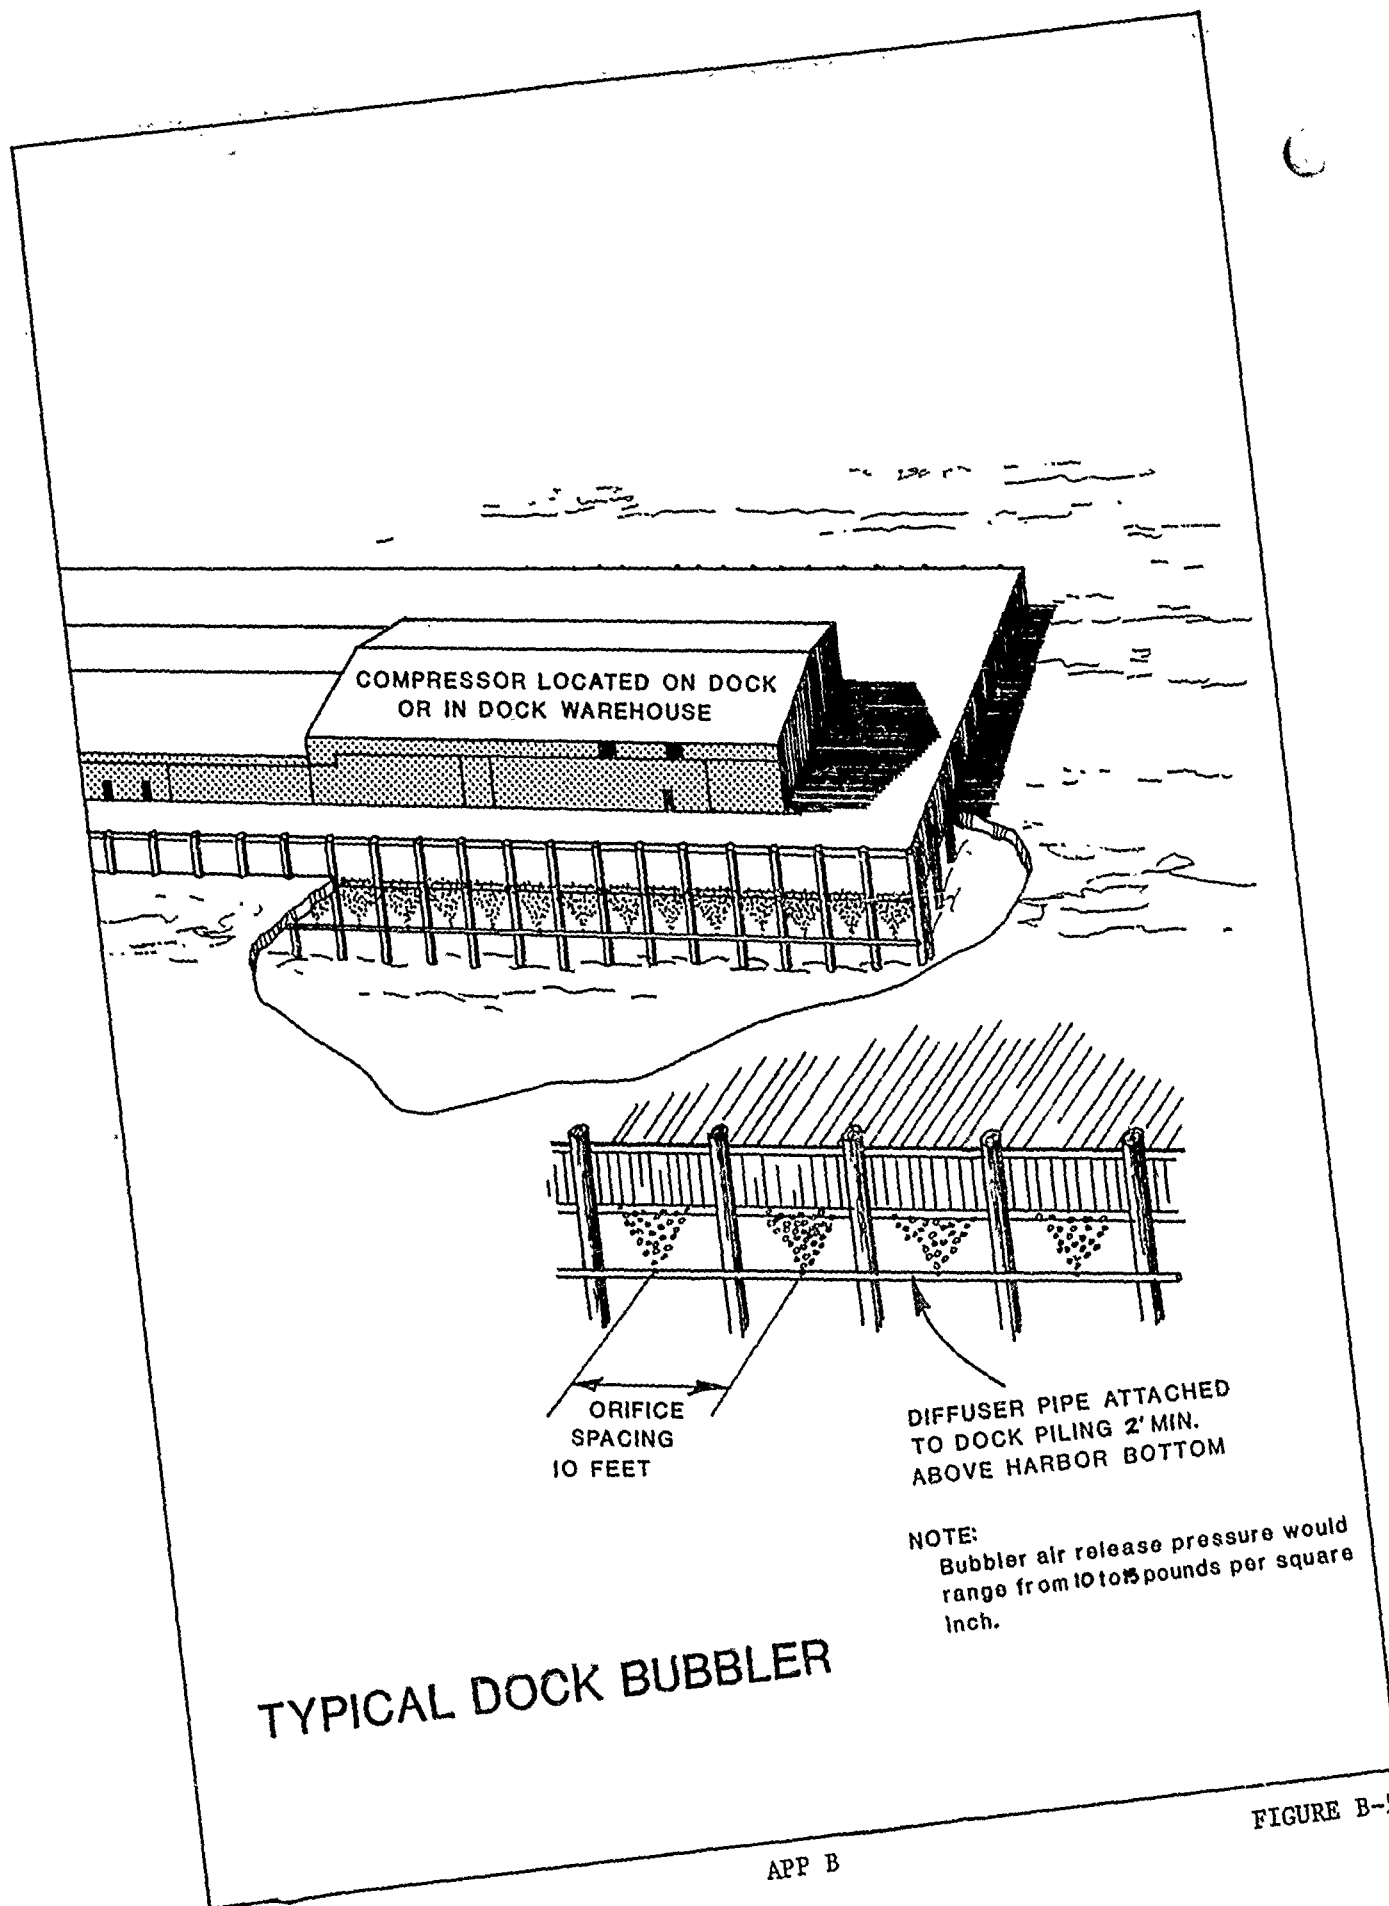 COMPRESSOR LOCATED ON DOCK
OR IN DOCK WAREHOUSE
ORIFICE
SPACING
10 FEET
DIFFUSER PIPE ATTACHED
TO DOCK PILING 2' MIN.
ABOVE HARBOR BOTTOM
NOTE:
Bubbler air release pressure would
range from 10 to pounds per square
inch.
TYPICAL DOCK BUBBLER
FIGURE B-
APP B